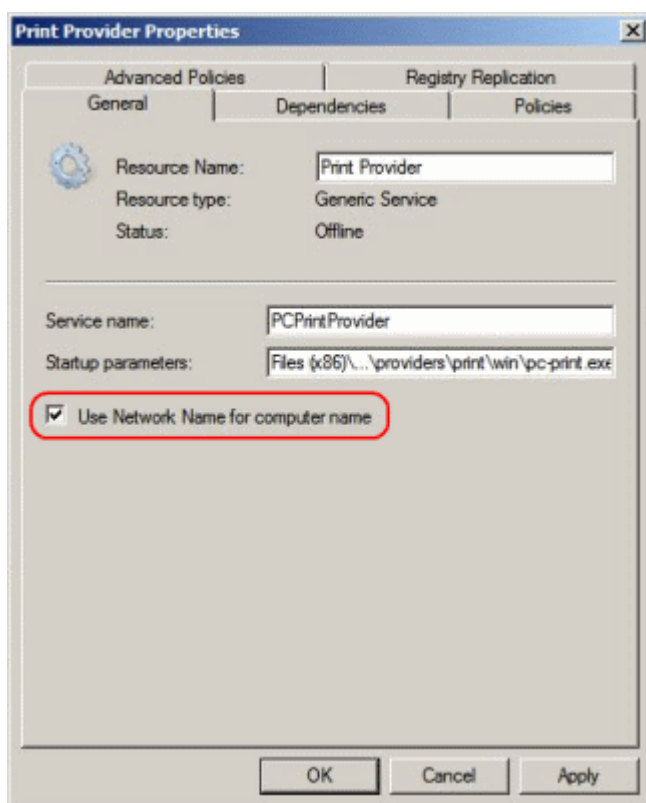 Print Provider Properties
Advanced Policies Registry Replication
General Dependencies Policies
Resource Name: Print Provider
Resource type: Generic Service
Status: Offline
Service name: PCPrintProvider
Startup parameters: Files (x86)\...\providers\print\win\pc-print.exe
Use Network Name for computer name
OK Cancel Apply